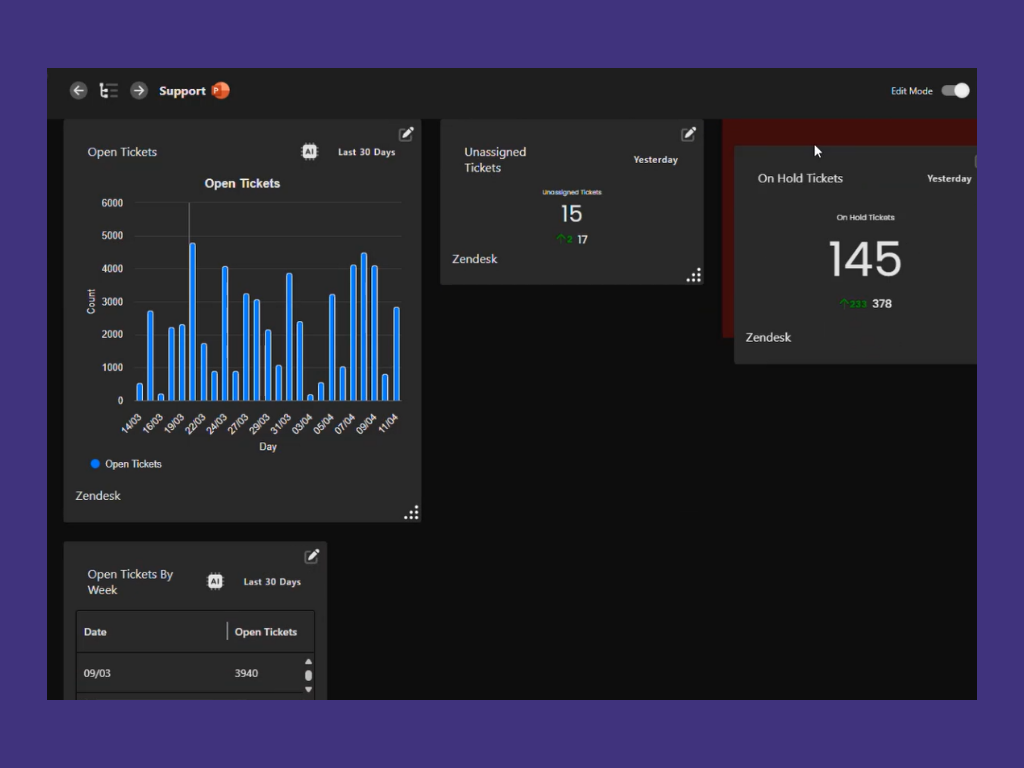 Support
P
Edit Mode
Open Tickets
AI
Last 30 Days
Open Tickets
6000
5000
4000
3000
2000
1000
0
Count
14/03
16/03
19/03
22/03
24/03
27/03
29/03
31/03
03/04
05/04
07/04
09/04
11/04
Day
Open Tickets
Zendesk
Unassigned
Tickets
Yesterday
Unassigned Tickets
15
↑2 17
Zendesk
On Hold Tickets
Yesterday
On Hold Tickets
145
↑233 378
Zendesk
Open Tickets By
Week
AI
Last 30 Days
Date Open Tickets
09/03 3940